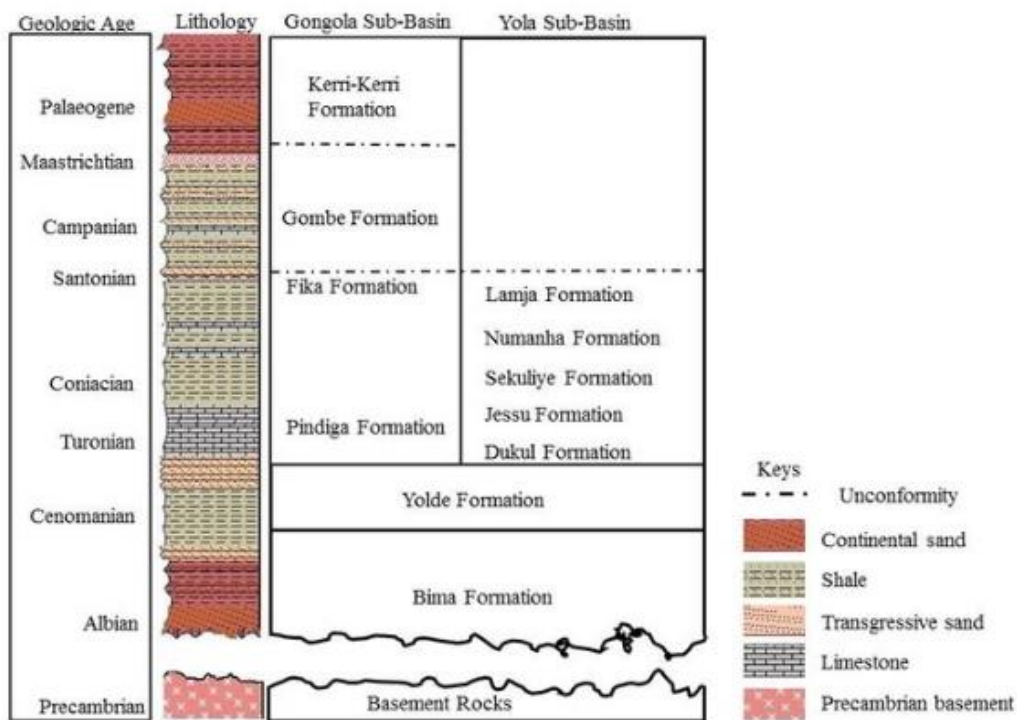 Geologic Age Lithology Gongola Sub-Basin Yola Sub-Basin
Kerri-Kerri
Formation
Palaeogene
Maastrichtian
Gombe Formation
Campanian
Santonian
Fika Formation
Lamja Formation
Numanha Formation
Sekuliye Formation
Coniacian
Jessu Formation
Pindiga Formation
Turonian
Dukul Formation
Yolde Formation
Cenomanian
Bima Formation
Albian
Basement Rocks
Precambrian
Keys
Unconformity
Continental sand
Shale
Transgressive sand
Limestone
Precambrian basement